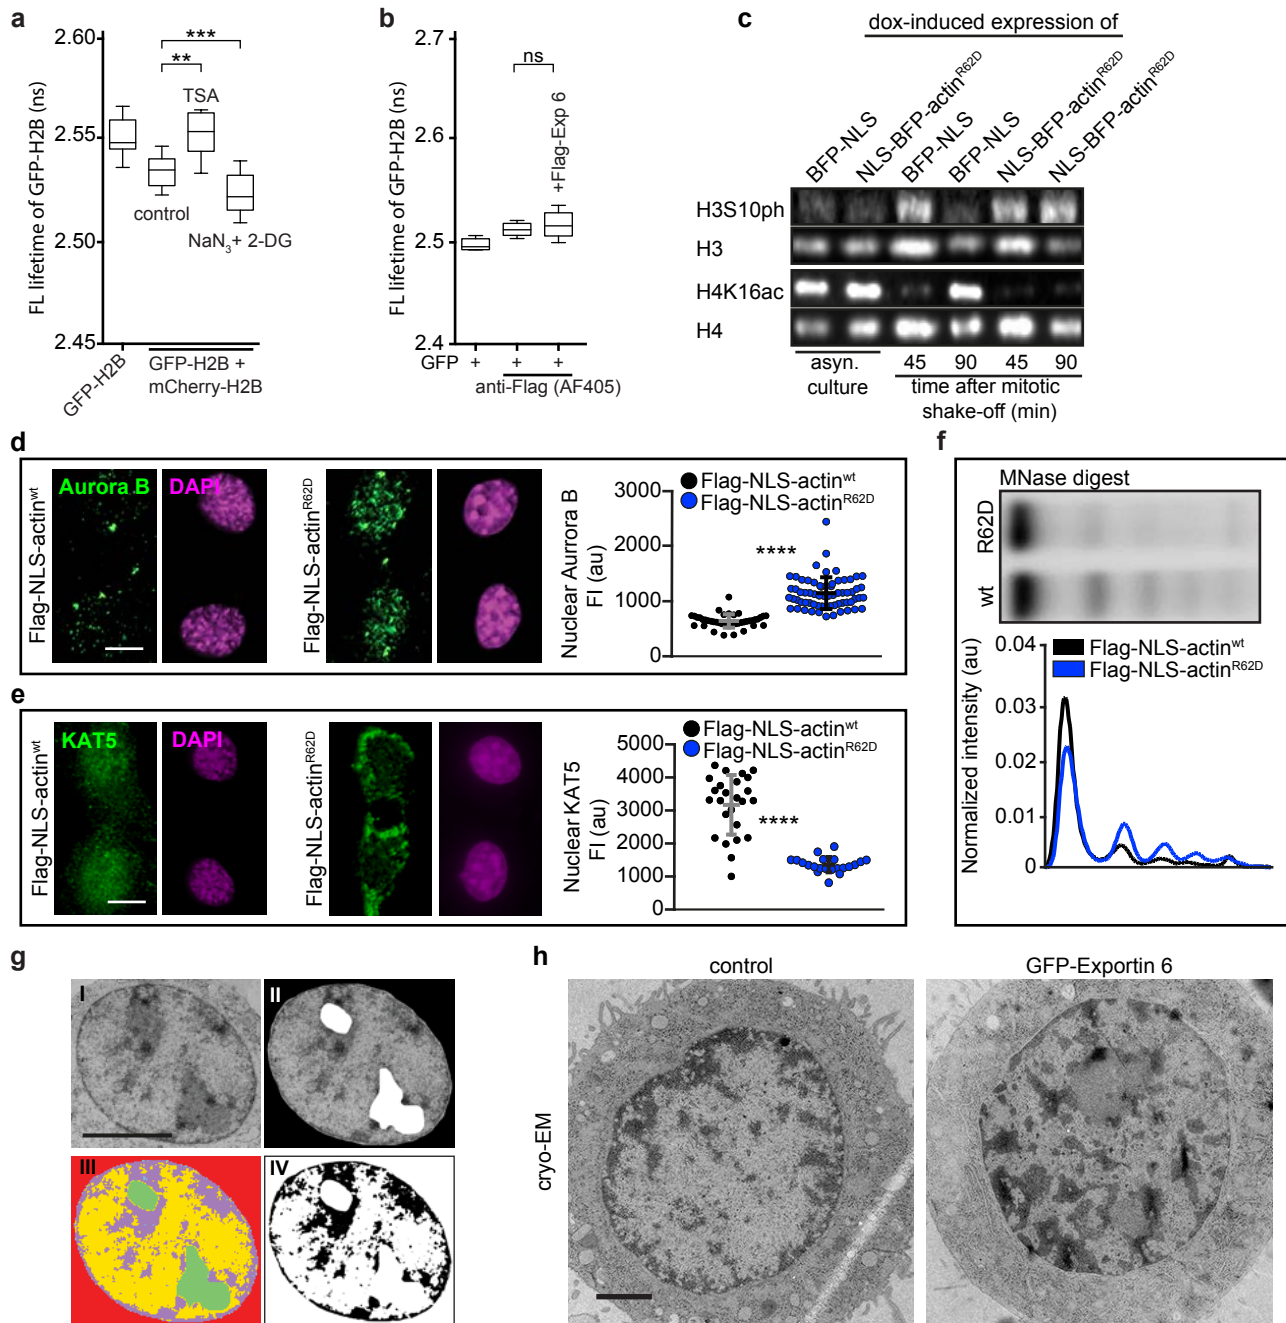 a
FL lifetime of GFP-H2B (ns)
2.60
2.55
2.50
2.45
***
**
TSA
control
NaN3+ 2-DG
GFP-H2B
GFP-H2B +
mCherry-H2B
b
FL lifetime of GFP-H2B (ns)
2.7
2.6
2.5
2.4
ns
+Flag-Exp 6
GFP + + +
anti-Flag (AF405)
c
dox-induced expression of
BFP-NLS
NLS-BFP-actinR62D
BFP-NLS
BFP-NLS
NLS-BFP-actinR62D
NLS-BFP-actinR62D
H3S10ph
H3
H4K16ac
H4
asyn.
culture
45 90 45 90
time after mitotic
shake-off (min)
d
Flag-NLS-actinwt
Aurora B
DAPI
Flag-NLS-actinR62D
Nuclear Aurrora B
FI (au)
3000
2000
1000
0
Flag-NLS-actinwt
Flag-NLS-actinR62D
****
e
Flag-NLS-actinwt
KAT5
DAPI
Flag-NLS-actinR62D
Nuclear KAT5
FI (au)
5000
4000
3000
2000
1000
0
Flag-NLS-actinwt
Flag-NLS-actinR62D
****
f
MNase digest
R62D
wt
Normalized intensity (au)
0.04
0.03
0.02
0.01
0
Flag-NLS-actinwt
Flag-NLS-actinR62D
g
I
II
III
IV
h
control
GFP-Exportin 6
cryo-EM